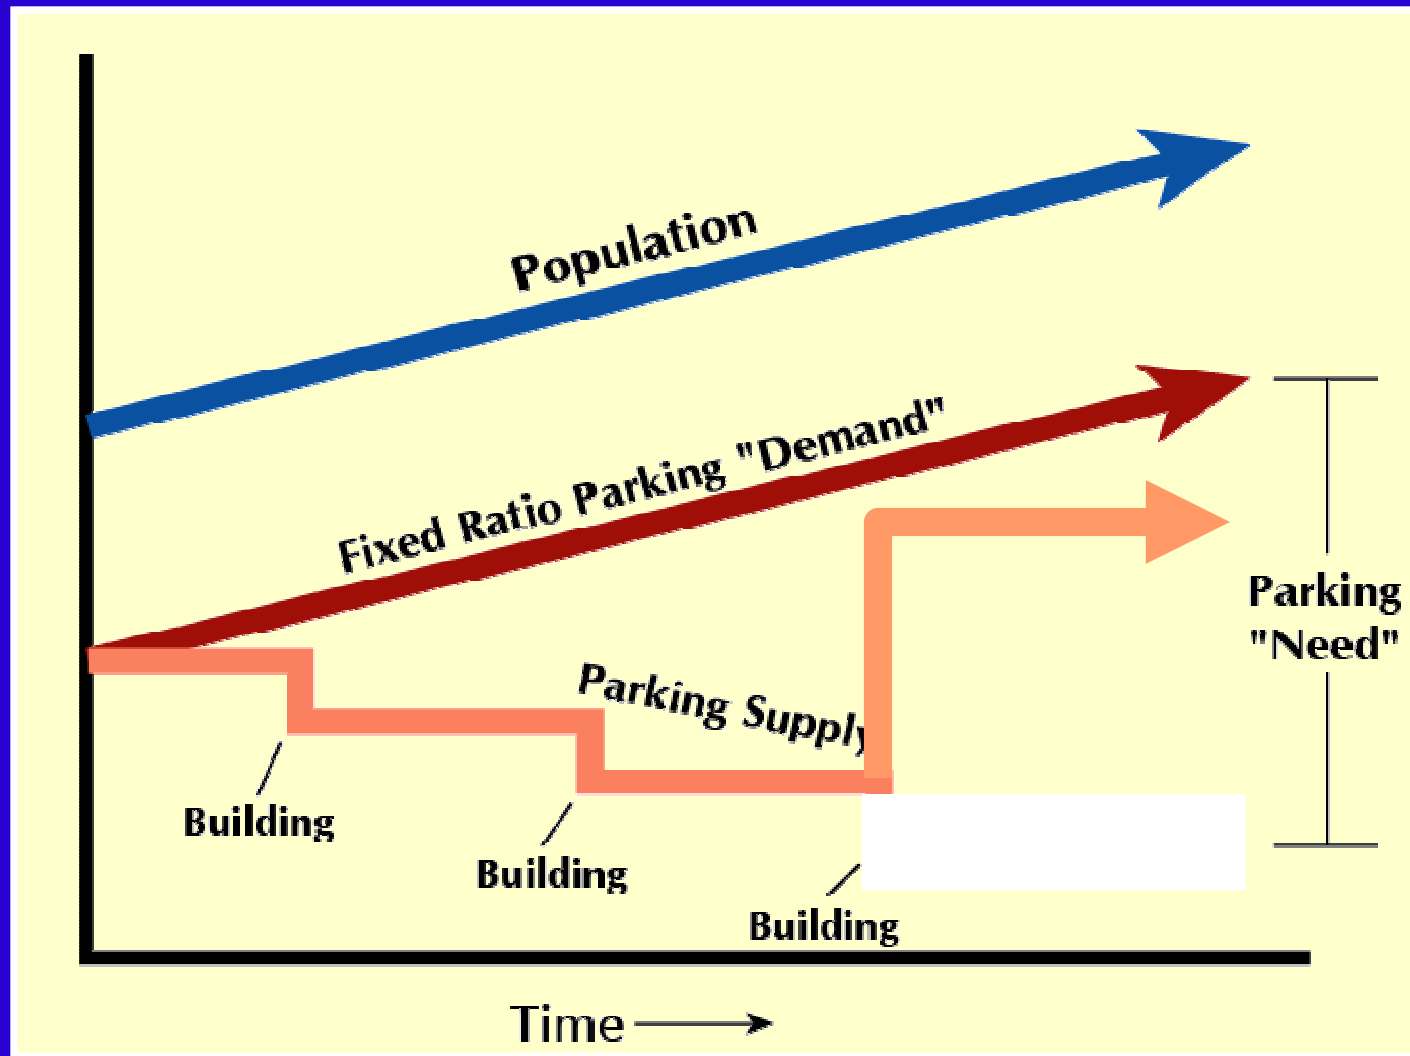 Population
Fixed Ratio Parking "Demand"
Parking
"Need"
Parking Supply
Building
Building
Building
Time